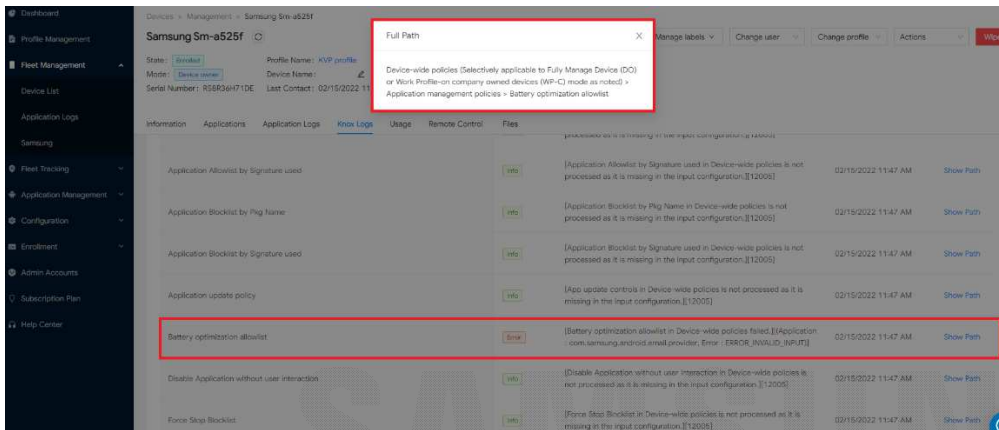 Dashboard
Profile Management
Fleet Management
Device List
Application Logs
Samsung
Fleet Tracking
Application Management
Configuration
Enrollment
Admin Accounts
Subscription Plan
Help Center
Devices > Management > Samsung Sm-a525f
Samsung Sm-a525f
Manage labels
Change user
Change profile
Actions
Wipe
State: Enrolled
Profile Name: KVP profile
Mode: Device owner
Device Name:
Serial Number: R58R36H71DE
Last Contact: 02/15/2022 11
Full Path X
Device-wide policies (Selectively applicable to Fully Manage Device (DO)
or Work Profile-on company owned devices (WP-C) mode as noted) >
Application management policies > Battery optimization allowlist
Information Applications Application Logs Knox Logs Usage Remote Control Files
processed as it is missing in the input configuration.][12005]
Application Allowlist by Signature used
Info
[Application Allowlist by Signature used in Device-wide policies is not
processed as it is missing in the input configuration.][12005]
02/15/2022 11:47 AM
Show Path
Application Blocklist by Pkg Name
Info
[Application Blocklist by Pkg Name in Device-wide policies is not
processed as it is missing in the input configuration.][12005]
02/15/2022 11:47 AM
Show Path
Application Blocklist by Signature used
Info
[Application Blocklist by Signature used in Device-wide policies is not
processed as it is missing in the input configuration.][12005]
02/15/2022 11:47 AM
Show Path
Application update policy
Info
[App update controls in Device-wide policies is not processed as it is
missing in the input configuration.][12005]
02/15/2022 11:47 AM
Show Path
Battery optimization allowlist
Error
[Battery optimization allowlist in Device-wide policies failed.][(Application
: com.samsung.android.email.provider, Error : ERROR_INVALID_INPUT)]
02/15/2022 11:47 AM
Show Path
Disable Application without user interaction
Info
[Disable Application without user interaction in Device-wide policies is
not processed as it is missing in the input configuration.][12005]
02/15/2022 11:47 AM
Show Path
Force Stop Blocklist
Info
[Force Stop Blocklist in Device-wide policies is not processed as it is
missing in the input configuration.][12005]
02/15/2022 11:47 AM
Show Path